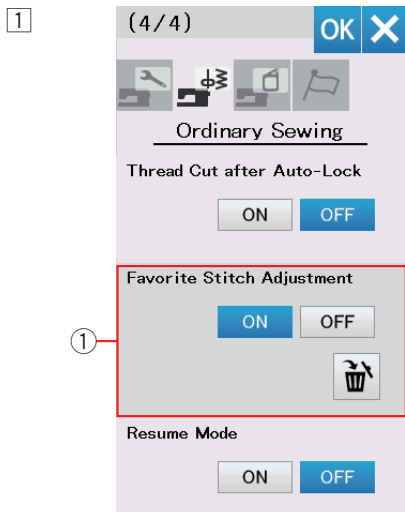 1
(4/4)
OK
Ordinary Sewing
Thread Cut after Auto-Lock
ON OFF
Favorite Stitch Adjustment
ON OFF
①
Resume Mode
ON OFF